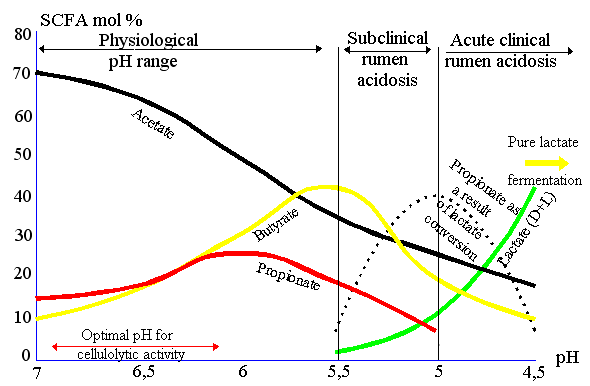 SCFA mol %
80
70
60
50
40
30
20
10
0
Physiological
pH range
Subclinical
rumen
acidosis
Acute clinical
rumen acidosis
Acetate
Butyrate
Propionate
Propionate as
a result
of lactate
conversion
Lactate (D+L)
Pure lactate
fermentation
Optimal pH for
cellulolytic activity
7
6,5
6
5,5
5
4,5
pH